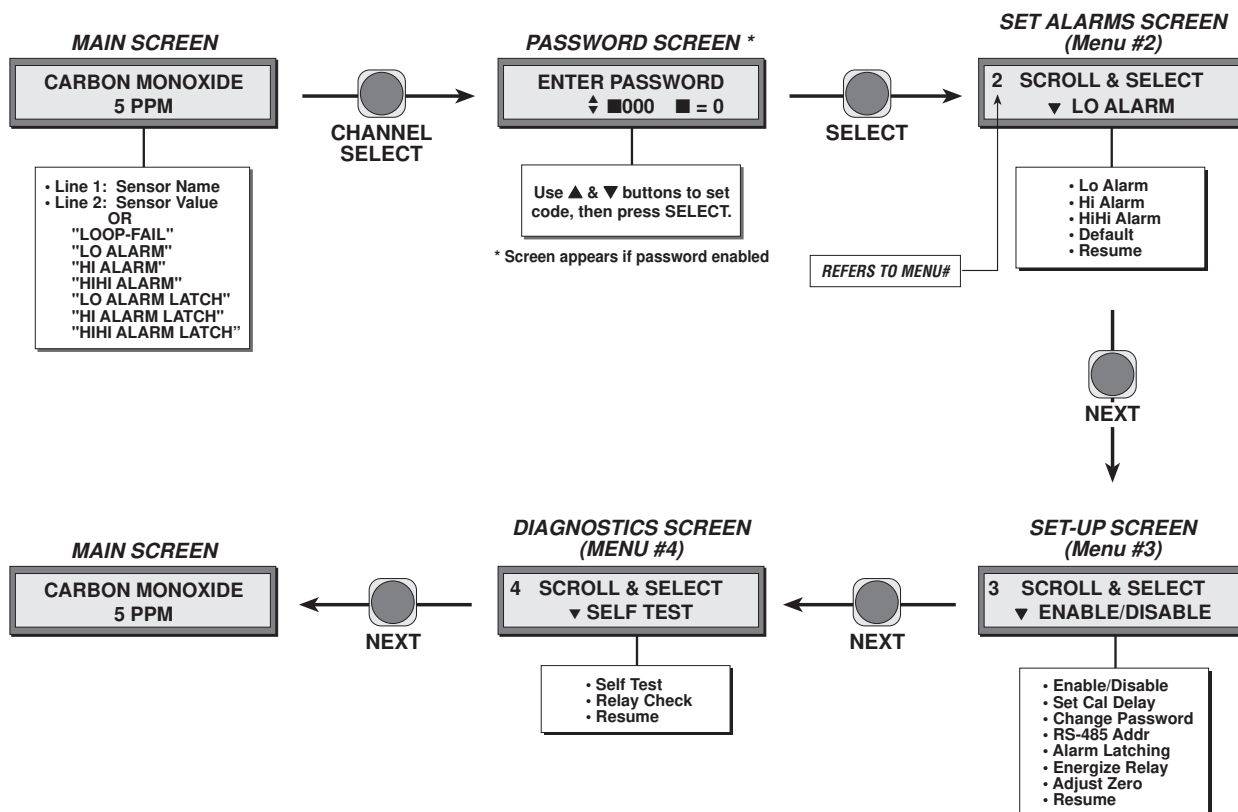 MAIN SCREEN
CARBON MONOXIDE
5 PPM
• Line 1: Sensor Name
• Line 2: Sensor Value
OR
"LOOP-FAIL"
"LO ALARM"
"HI ALARM"
"HIHI ALARM"
"LO ALARM LATCH"
"HI ALARM LATCH"
"HIHI ALARM LATCH”
CHANNEL
SELECT
PASSWORD SCREEN *
ENTER PASSWORD
▲▼ ■000 ■ = 0
Use ▲ & ▼ buttons to set
code, then press SELECT.
* Screen appears if password enabled
SELECT
SET ALARMS SCREEN
(Menu #2)
2 SCROLL & SELECT
▼ LO ALARM
• Lo Alarm
• Hi Alarm
• HiHi Alarm
• Default
• Resume
REFERS TO MENU#
NEXT
SET-UP SCREEN
(Menu #3)
3 SCROLL & SELECT
▼ ENABLE/DISABLE
• Enable/Disable
• Set Cal Delay
• Change Password
• RS-485 Addr
• Alarm Latching
• Energize Relay
• Adjust Zero
• Resume
NEXT
DIAGNOSTICS SCREEN
(MENU #4)
4 SCROLL & SELECT
▼ SELF TEST
• Self Test
• Relay Check
• Resume
NEXT
MAIN SCREEN
CARBON MONOXIDE
5 PPM